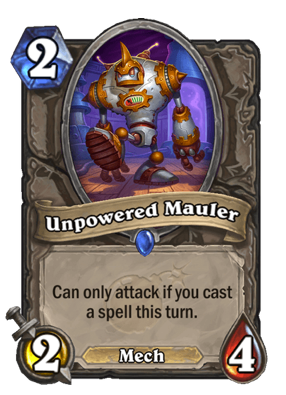 2
Unpowered Mauler
Can only attack if you cast
a spell this turn.
2
Mech
4